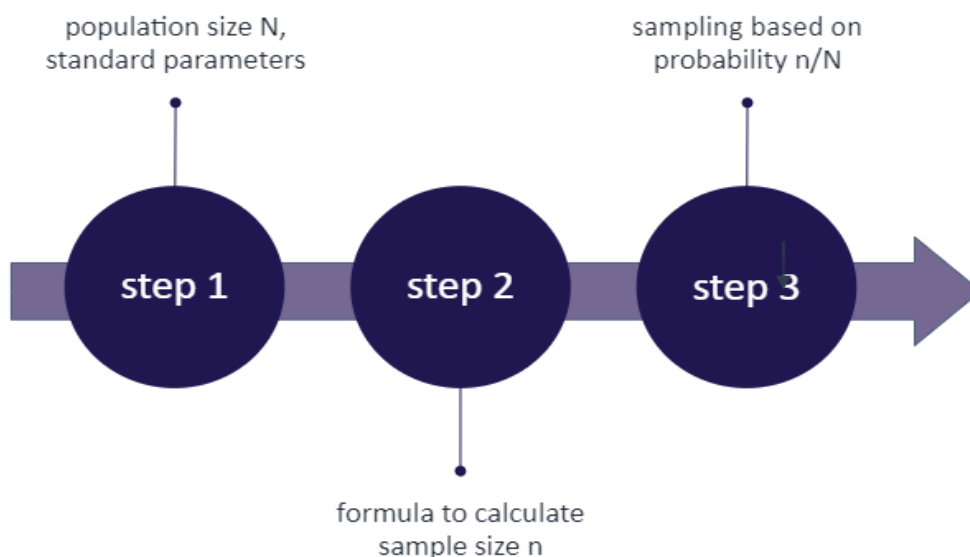 population size N,
standard parameters
sampling based on
probability n/N
step 1
step 2
step 3
formula to calculate
sample size n